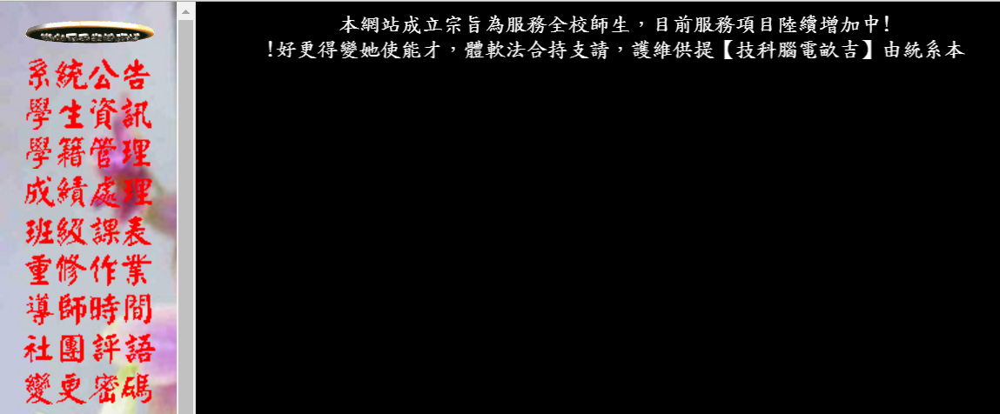 系統公告
學生資訊
學籍管理
成績處理
班級課表
重修作業
導師時間
社團評語
變更密碼
本網站成立宗旨為服務全校師生，目前服務項目陸續增加中!
!好更得變她使能才，體軟法合持支請，護維供提【技科腦電畝吉】由統系本